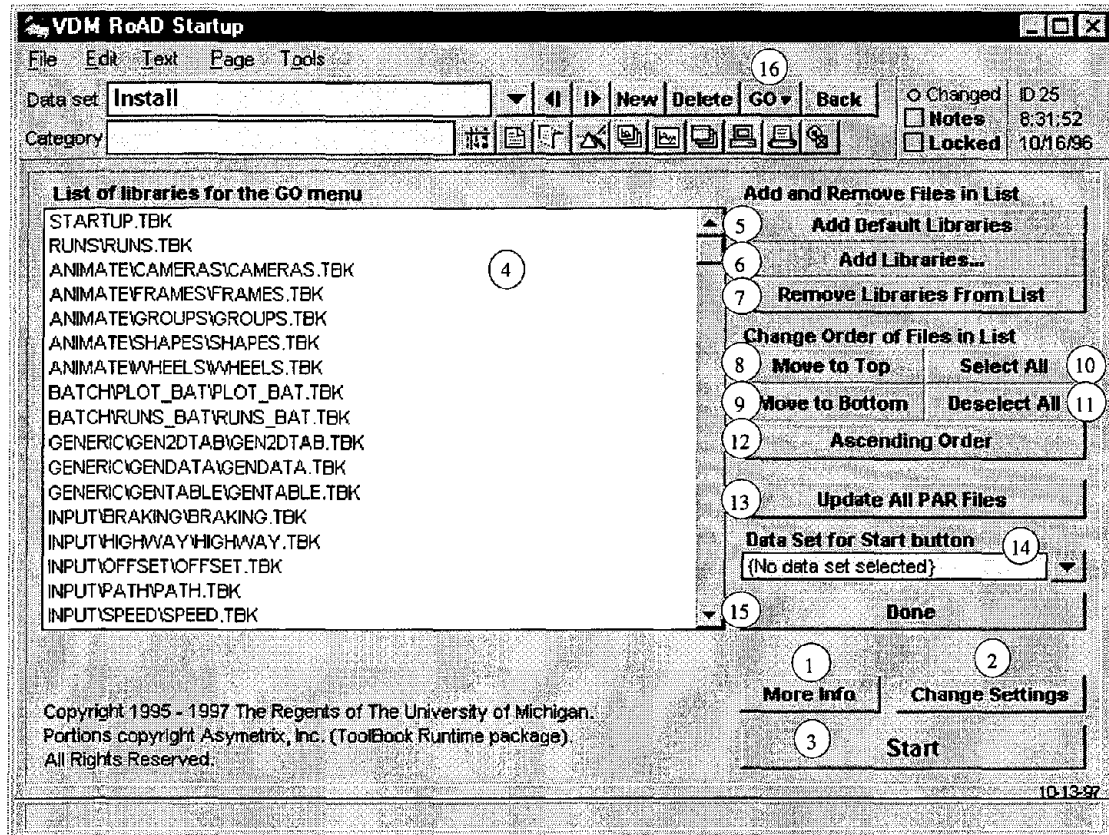 VDM RoAD Startup
File Edit Text Page Tools
16
Data set Install New Delete GO Back
Changed ID 25
Notes 8:31:52
Category
Locked 10/16/96
List of libraries for the GO menu
STARTUP.TBK
RUNS\RUNS.TBK
ANIMATE\CAMERAS\CAMERAS.TBK
ANIMATE\FRAMES\FRAMES.TBK
ANIMATE\GROUPS\GROUPS.TBK
ANIMATE\SHAPES\SHAPES.TBK
ANIMATE\WHEELS\WHEELS.TBK
BATCH\PLOT_BAT\PLOT_BAT.TBK
BATCH\RUNS_BAT\RUNS_BAT.TBK
GENERIC\GEN2DTAB\GEN2DTAB.TBK
GENERIC\GENDATA\GENDATA.TBK
GENERIC\GENTABLE\GENTABLE.TBK
INPUT\BRAKING\BRAKING.TBK
INPUT\HIGHWAY\HIGHWAY.TBK
INPUT\OFFSET\OFFSET.TBK
INPUT\PATH\PATH.TBK
INPUT\SPEED\SPEED.TBK
4
Add and Remove Files in List
5 Add Default Libraries
6 Add Libraries...
7 Remove Libraries From List
Change Order of Files in List
8 Move to Top Select All 10
9 Move to Bottom Deselect All 11
12 Ascending Order
13 Update All PAR Files
Data Set for Start button 14
{No data set selected}
15 Done
1 2
More Info Change Settings
3 Start
Copyright 1995 - 1997 The Regents of The University of Michigan.
Portions copyright Asymetrix, Inc. (ToolBook Runtime package).
All Rights Reserved.
10-13-97